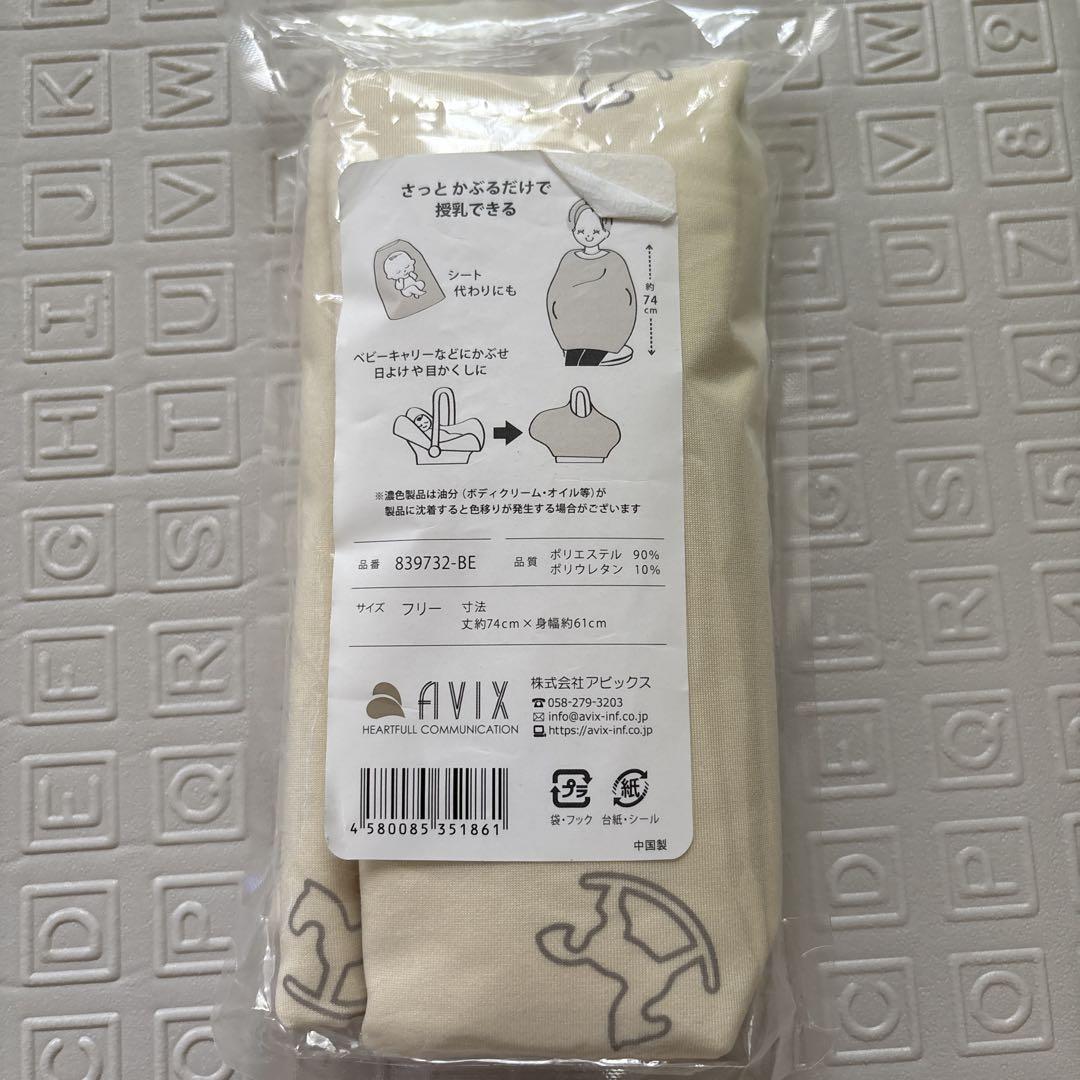 さっと かぶるだけで
授乳できる
シート
代わりにも
約
74
cm
ベビーキャリーなどにかぶせ
日よけ や 目かくしに
※濃色製品は油分（ボディクリーム・オイル等）が
製品に沈着すると色移りが発生する場合がございます
品番 839732-BE 品質 ポリエステル 90%
ポリウレタン 10%
サイズ フリー 寸法
丈約74cm×身幅約61cm
AVIX
HEARTFULL COMMUNICATION
株式会社アビックス
☎058-279-3203
✉info@avix-inf.co.jp
https://avix-inf.co.jp
4 580085 351861
プラ
袋・フック
紙
台紙・シール
中国製
K
W
J
V
I
U
H
T
G
S
F
R
E
Q
D
P
C
O
W
9
J
V
8
I
U
7
H
T
6
G
S
5
F
R
E
Q
D
P
C
O